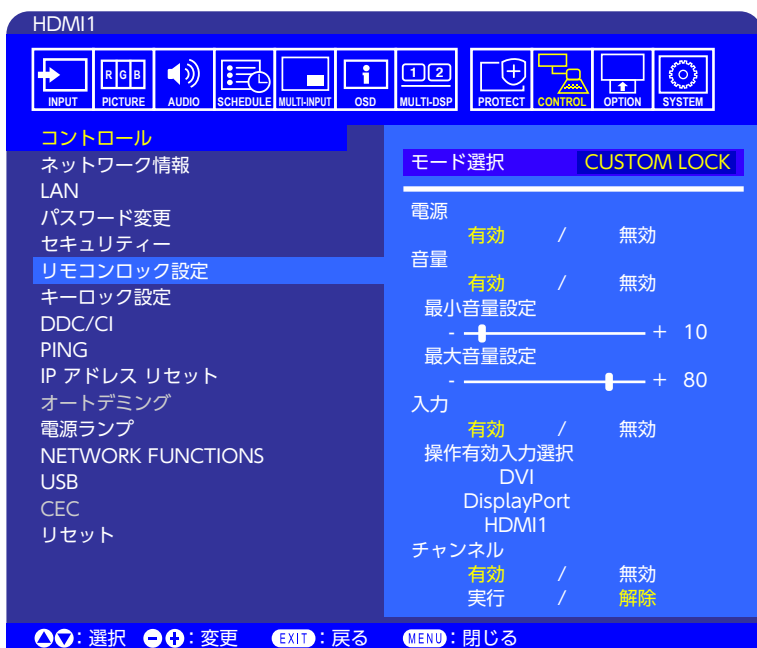 HDMI1
R G B 1 2
INPUT PICTURE AUDIO SCHEDULE MULTI-INPUT OSD MULTI-DSP PROTECT CONTROL OPTION SYSTEM
コントロール
ネットワーク情報
LAN
パスワード変更
セキュリティー
リモコンロック設定
キーロック設定
DDC/CI
PING
IP アドレス リセット
オートデミング
電源ランプ
NETWORK FUNCTIONS
USB
CEC
リセット
モード選択 CUSTOM LOCK
電源
有効 / 無効
音量
有効 / 無効
最小音量設定
- + 10
最大音量設定
- + 80
入力
有効 / 無効
操作有効入力選択
DVI
DisplayPort
HDMI1
チャンネル
有効 / 無効
実行 / 解除
: 選択 : 変更 EXIT : 戻る MENU : 閉じる